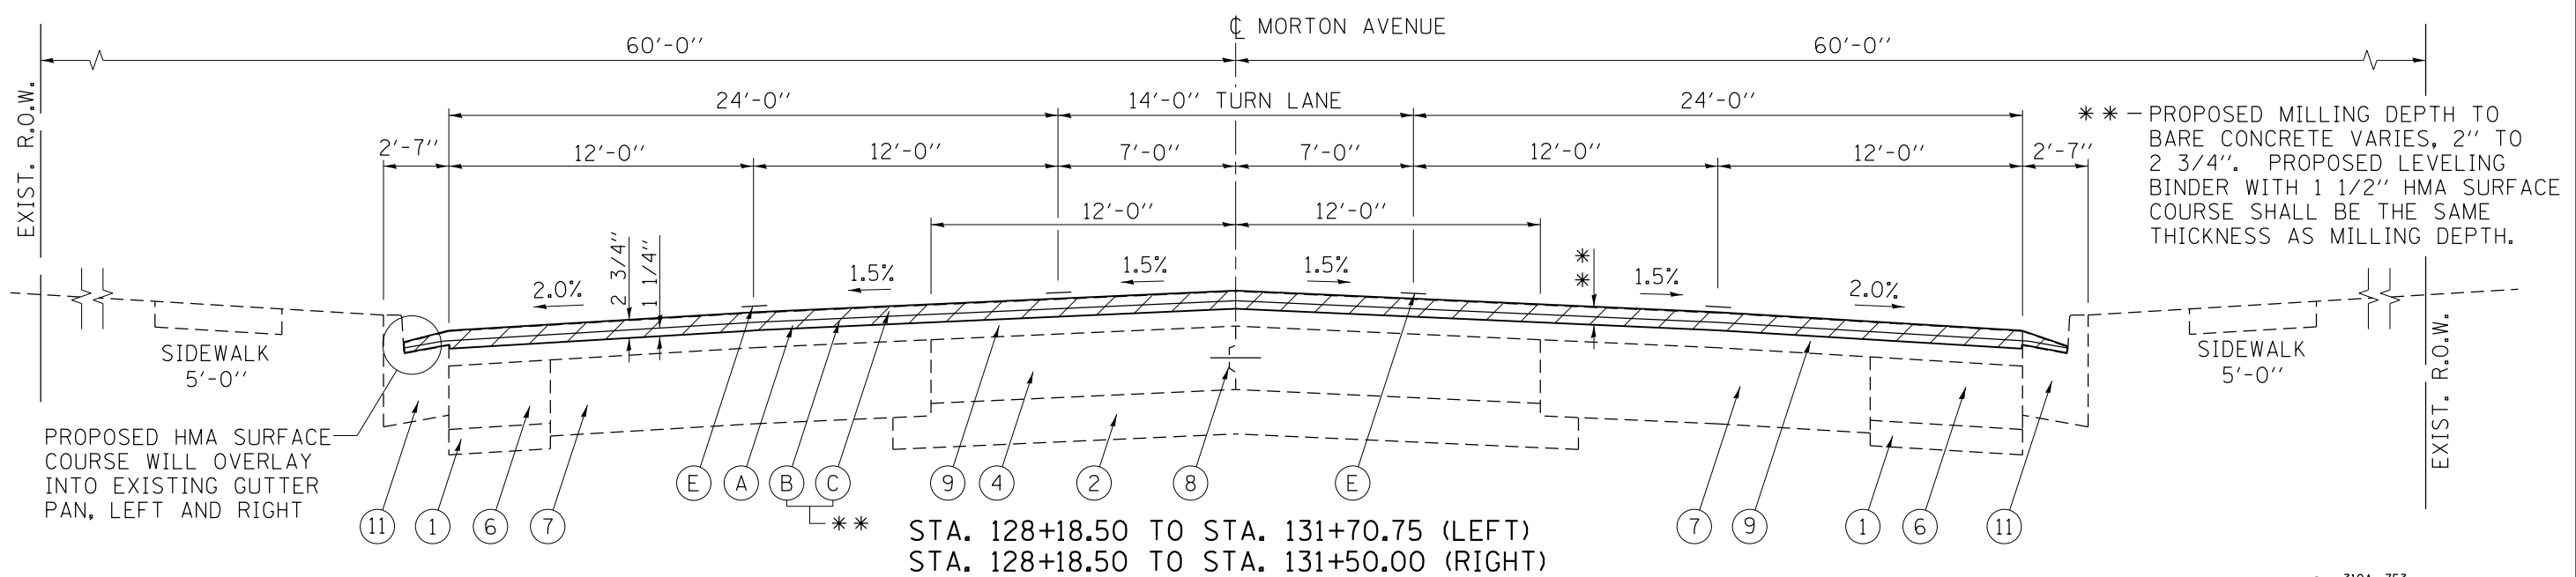 ℄ MORTON AVENUE
60'-0"
60'-0"
EXIST. R.O.W.
24'-0"
14'-0" TURN LANE
24'-0"
2'-7"
12'-0"
12'-0"
7'-0"
7'-0"
12'-0"
12'-0"
2'-7"
** - PROPOSED MILLING DEPTH TO
BARE CONCRETE VARIES, 2" TO
2 3/4". PROPOSED LEVELING
BINDER WITH 1 1/2" HMA SURFACE
COURSE SHALL BE THE SAME
THICKNESS AS MILLING DEPTH.
12'-0"
12'-0"
2.0%
2 3/4"
1 1/4"
1.5%
1.5%
1.5%
**
1.5%
2.0%
SIDEWALK
5'-0"
SIDEWALK
5'-0"
EXIST. R.O.W.
PROPOSED HMA SURFACE
COURSE WILL OVERLAY
INTO EXISTING GUTTER
PAN, LEFT AND RIGHT
E
A
B
C
9
4
2
8
E
11
1
6
7
**
7
9
1
6
11
STA. 128+18.50 TO STA. 131+70.75 (LEFT)
STA. 128+18.50 TO STA. 131+50.00 (RIGHT)